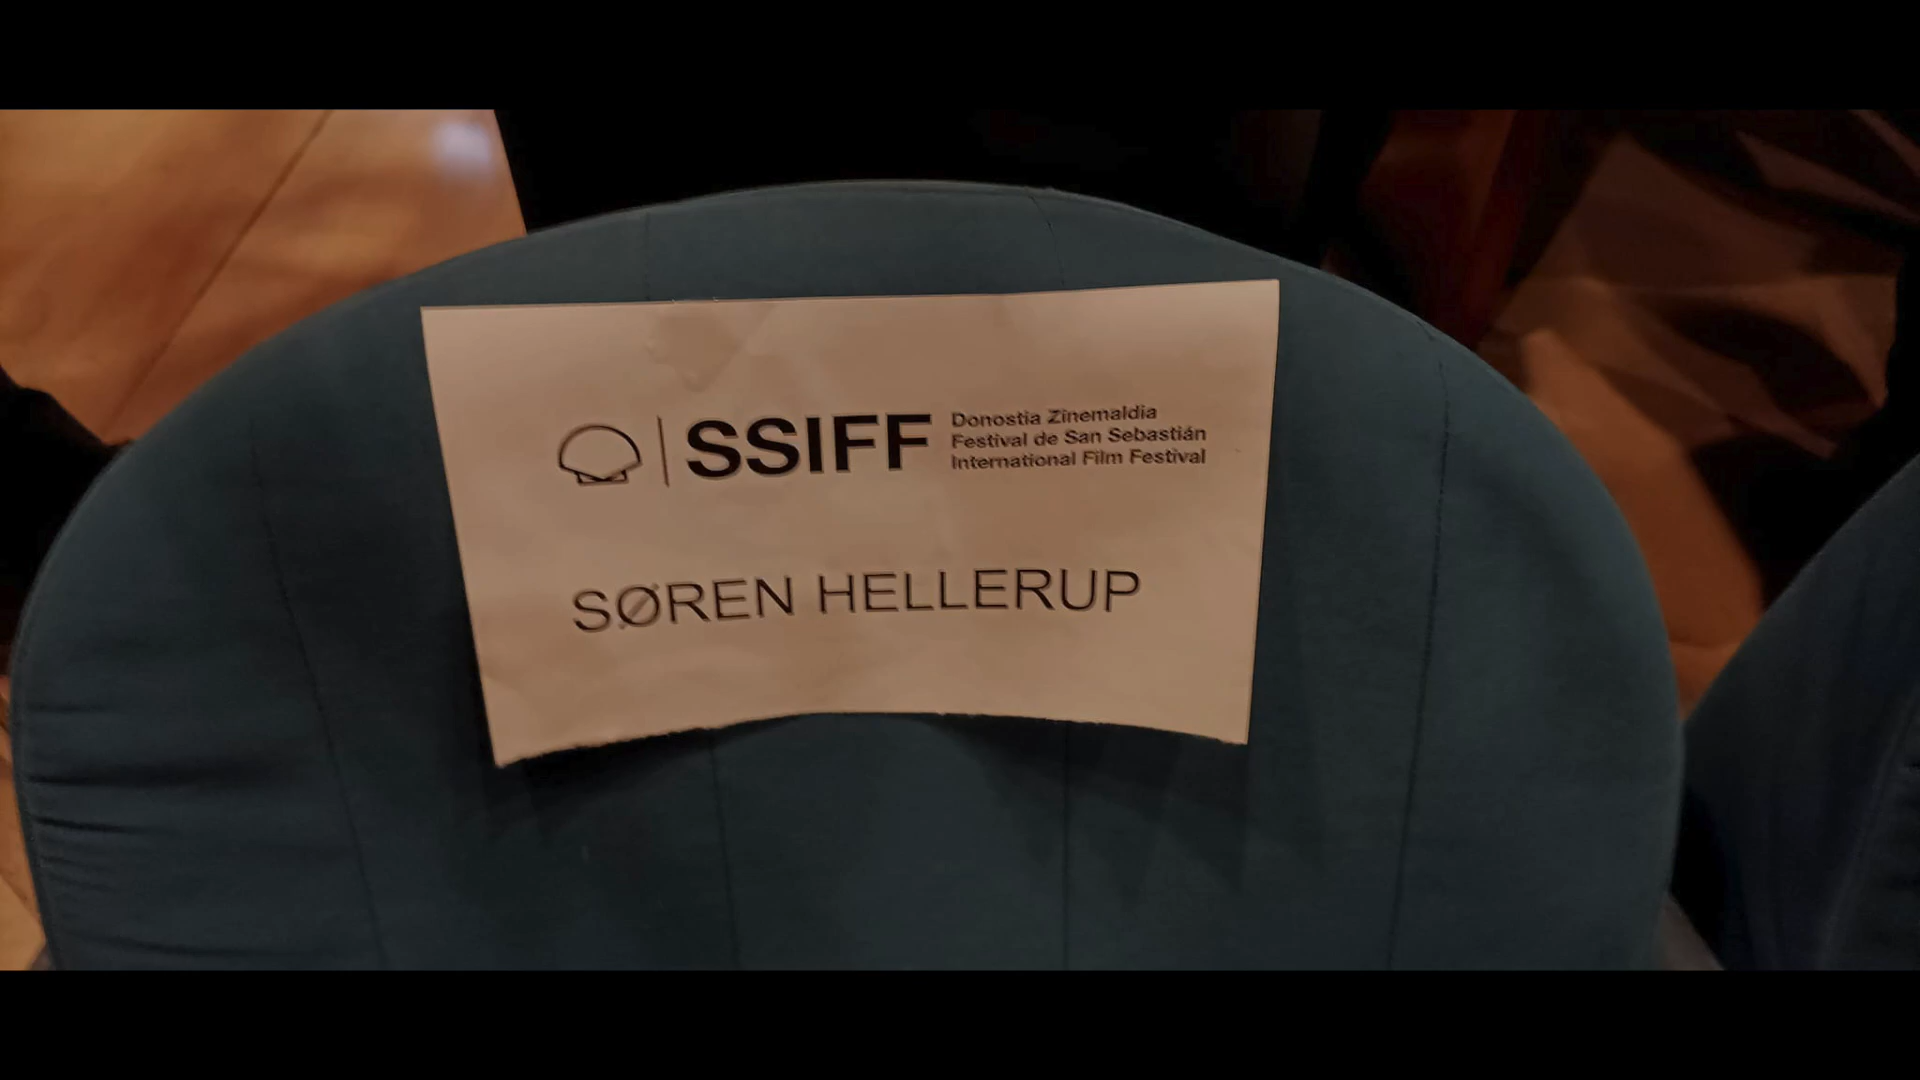 SSIFF
Donostia Zinemaldia
Festival de San Sebastián
International Film Festival
SØREN HELLERUP